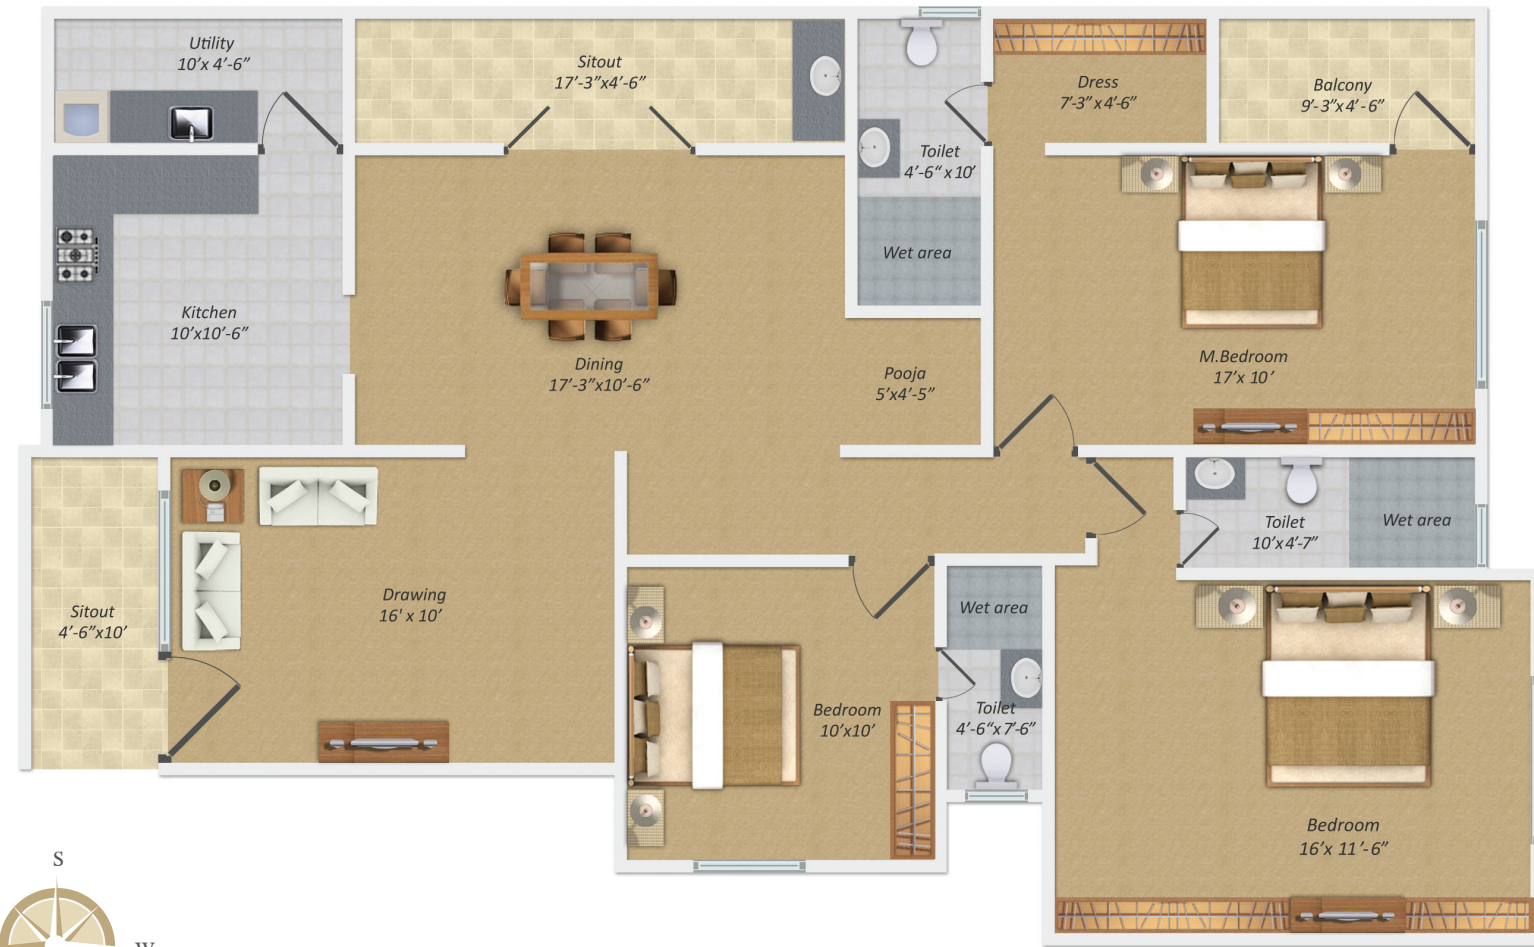 Utility
10’x 4’-6”
Sitout
17’-3”x4’-6”
Dress
7’-3” x 4’-6”
Balcony
9’- 3”x 4’- 6”
Toilet
4’-6“ x 10’
Wet area
Kitchen
10’x10’-6”
Dining
17’-3”x10’-6”
Pooja
5’x4’-5”
M.Bedroom
17’x 10’
Toilet
10’x 4’-7”
Wet area
Drawing
16' x 10’
Sitout
4’-6”x10’
Wet area
Bedroom
10’x10’
Toilet
4’-6“x 7’-6”
Bedroom
16’x 11’-6”
S
W